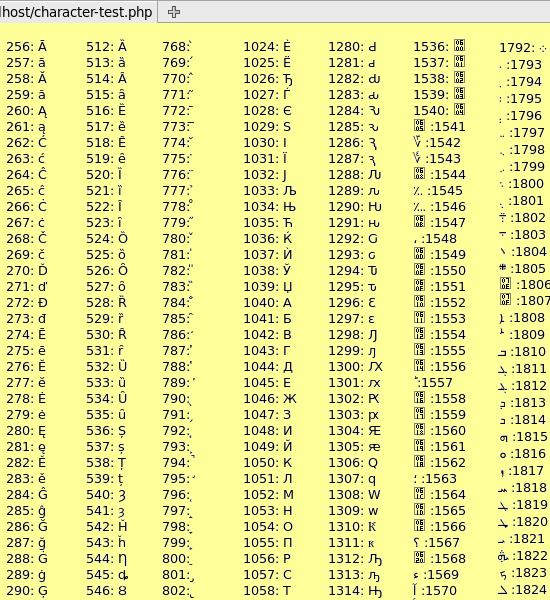 lhost/character-test.php
256: Ā
257: ā
258: Ă
259: ă
260: Ą
261: ą
262: Ć
263: ć
264: Ĉ
265: ĉ
266: Ċ
267: ċ
268: Č
269: č
270: Ď
271: ď
272: Đ
273: đ
274: Ē
275: ē
276: Ĕ
277: ĕ
278: Ė
279: ė
280: Ę
281: ę
282: Ě
283: ě
284: Ĝ
285: ĝ
286: Ğ
287: ğ
288: Ġ
289: ġ
290: Ģ
512: Ȁ
513: ȁ
514: Ȃ
515: ȃ
516: Ȅ
517: ȅ
518: Ȇ
519: ȇ
520: Ȉ
521: ȉ
522: Ȋ
523: ȋ
524: Ȍ
525: ȍ
526: Ȏ
527: ȏ
528: Ȑ
529: ȑ
530: Ȓ
531: ȓ
532: Ȕ
533: ȕ
534: Ȗ
535: ȗ
536: Ș
537: ș
538: Ț
539: ț
540: Ȝ
541: ȝ
542: Ȟ
543: ȟ
544: Ƞ
545: ȡ
546: Ȣ
768: ̀
769: ́
770: ̂
771: ̃
772: ̄
773: ̅
774: ̆
775: ̇
776: ̈
777: ̉
778: ̊
779: ̋
780: ̌
781: ̍
782: ̎
783: ̏
784: ̐
785: ̑
786: ̒
787: ̓
788: ̔
789: ̕
790: ̖
791: ̗
792: ̘
793: ̙
794: ̚
795: ̛
796: ̜
797: ̝
798: ̞
799: ̟
800: ̠
801: ̡
802: ̢
1024: Ѐ
1025: Ё
1026: Ђ
1027: Ѓ
1028: Є
1029: Ѕ
1030: І
1031: Ї
1032: Ј
1033: Љ
1034: Њ
1035: Ћ
1036: Ќ
1037: Ѝ
1038: Ў
1039: Џ
1040: А
1041: Б
1042: В
1043: Г
1044: Д
1045: Е
1046: Ж
1047: З
1048: И
1049: Й
1050: К
1051: Л
1052: М
1053: Н
1054: О
1055: П
1056: Р
1057: С
1058: Т
1280: Ԁ
1281: ԁ
1282: Ԃ
1283: ԃ
1284: Ԅ
1285: ԅ
1286: Ԇ
1287: ԇ
1288: Ԉ
1289: ԉ
1290: Ԋ
1291: ԋ
1292: Ԍ
1293: ԍ
1294: Ԏ
1295: ԏ
1296: Ԑ
1297: ԑ
1298: Ԓ
1299: ԓ
1300: Ԕ
1301: ԕ
1302: Ԗ
1303: ԗ
1304: Ԙ
1305: ԙ
1306: Ԛ
1307: ԛ
1308: Ԝ
1309: ԝ
1310: Ԟ
1311: ԟ
1312: Ԡ
1313: ԡ
1314: Ԣ
1536:
1537:
1538:
1539:
1540:
:1541
؆ :1542
؇ :1543
:1544
؉ :1545
؊ :1546
:1547
، :1548
:1549
:1550
:1551
:1552
:1553
:1554
:1555
:1556
ؕ :1557
:1558
:1559
:1560
:1561
:1562
؛ :1563
:1564
:1565
:1566
؟ :1567
:1568
ء :1569
آ :1570
1792: ܀
܁ :1793
܂ :1794
܃ :1795
܄ :1796
܅ :1797
܆ :1798
܇ :1799
܈ :1800
܉ :1801
܊ :1802
܋ :1803
܌ :1804
܍ :1805
:1806
:1807
ܐ :1808
ܑ :1809
ܒ :1810
ܓ :1811
ܔ :1812
ܕ :1813
ܖ :1814
ܗ :1815
ܘ :1816
ܙ :1817
ܚ :1818
ܛ :1819
ܜ :1820
ܝ :1821
ܞ :1822
ܟ :1823
ܠ :1824